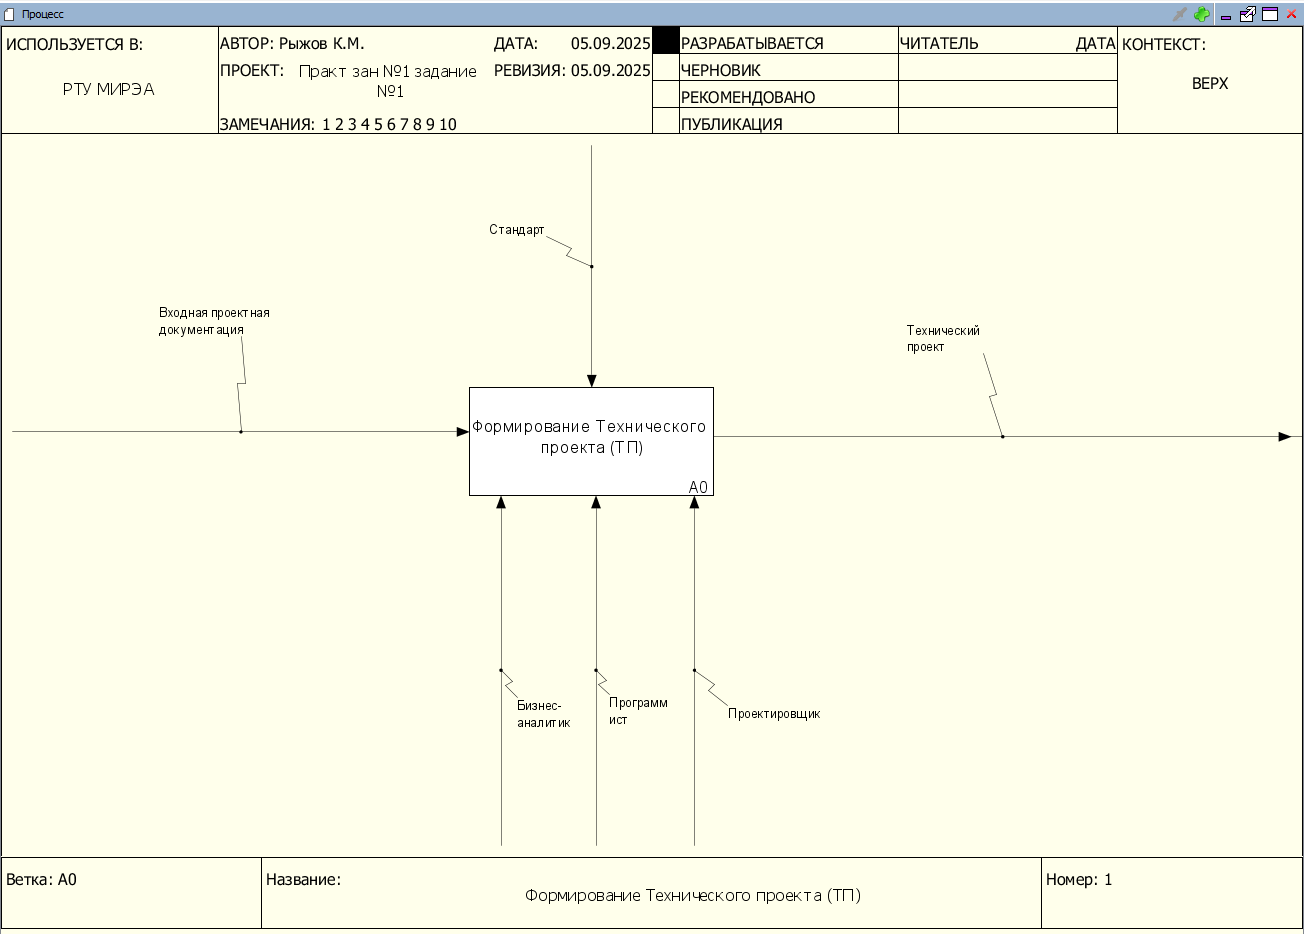 Процесс
ИСПОЛЬЗУЕТСЯ В:
РТУ МИРЭА
АВТОР: Рыжов К.М.
ДАТА: 05.09.2025
ПРОЕКТ: Практ зан №1 задание
№1
РЕВИЗИЯ: 05.09.2025
ЗАМЕЧАНИЯ: 1 2 3 4 5 6 7 8 9 10
РАЗРАБАТЫВАЕТСЯ
ЧЕРНОВИК
РЕКОМЕНДОВАНО
ПУБЛИКАЦИЯ
ЧИТАТЕЛЬ ДАТА
КОНТЕКСТ:
ВЕРХ
Стандарт
Входная проектная
документация
Технический
проект
Формирование Технического
проекта (ТП)
A0
Бизнес-
аналитик
Программ
ист
Проектировщик
Ветка: A0
Название:
Формирование Технического проекта (ТП)
Номер: 1